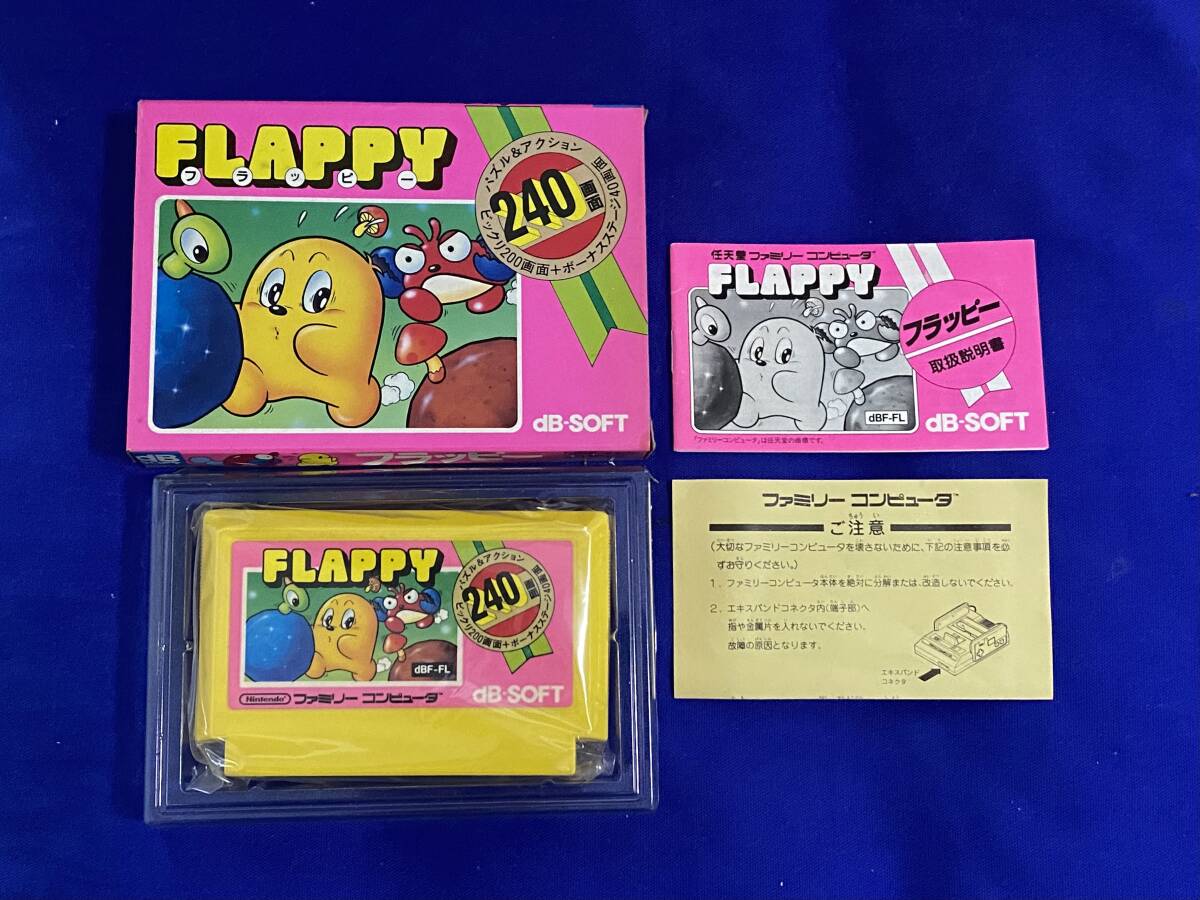 FLAPPY
フラッピー
パズル&アクション
240画面
ビックリ200画面+ボーナスステージ40画面
dB-SOFT
dB
フラッピー
FLAPPY
パズル&アクション
240画面
ビックリ200画面+ボーナスステージ40画面
dBF-FL
Nintendo ファミリー コンピュータ™
dB-SOFT
任天堂 ファミリー コンピュータ™
FLAPPY
フラッピー
取扱説明書
dBF-FL
dB-SOFT
「ファミリーコンピュータ」は任天堂の商標です。
ファミリー コンピュータ™
ご注意
(大切なファミリーコンピュータを壊さないために、下記の注意事項を必
ずお守りください。)
1. ファミリーコンピュータ本体を絶対に分解または、改造しないでください。
2. エキスパンドコネクタ内(端子部)へ
指や金属片を入れないでください。
故障の原因となります。
エキスパンド
コネクタ